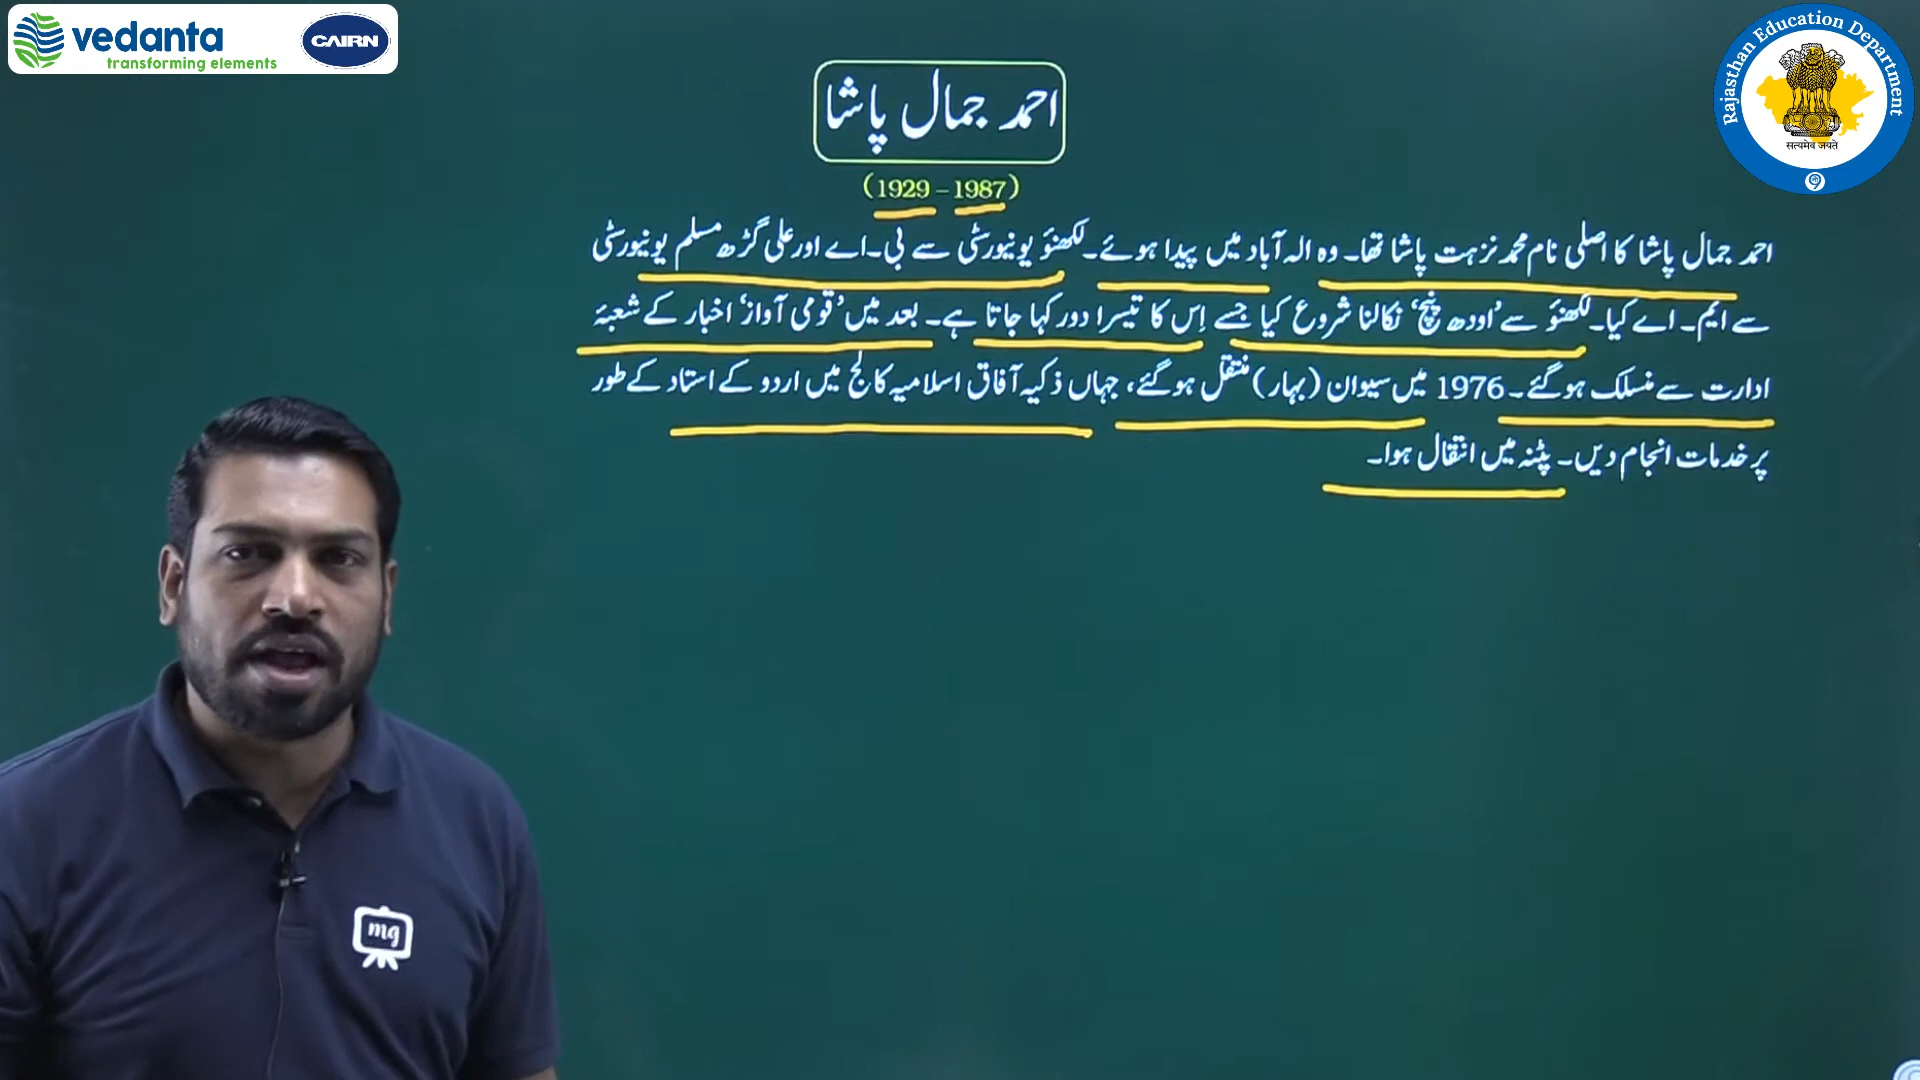 vedanta
transforming elements
CAIRN
Rajasthan Education Department
सत्यमेव जयते
احمد جمال پاشا
(1929 – 1987)
احمد جمال پاشا کا اصلی نام محمد نزہت پاشا تھا۔ وہ الہ آباد میں پیدا ہوئے۔ لکھنؤ یونیورسٹی سے بی۔اے اور علی گڑھ مسلم یونیورسٹی
سے ایم۔ اے کیا۔ لکھنؤ سے ’اودھ پنچ‘ نکالنا شروع کیا جسے اِس کا تیسرا دور کہا جاتا ہے۔ بعد میں ’قومی آواز‘ اخبار کے شعبۂ
ادارت سے منسلک ہوگئے۔ 1976 میں سیوان (بہار) منتقل ہوگئے، جہاں ذکیہ آفاق اسلامیہ کالج میں اردو کے استاد کے طور
پر خدمات انجام دیں۔ پٹنہ میں انتقال ہوا۔
mg